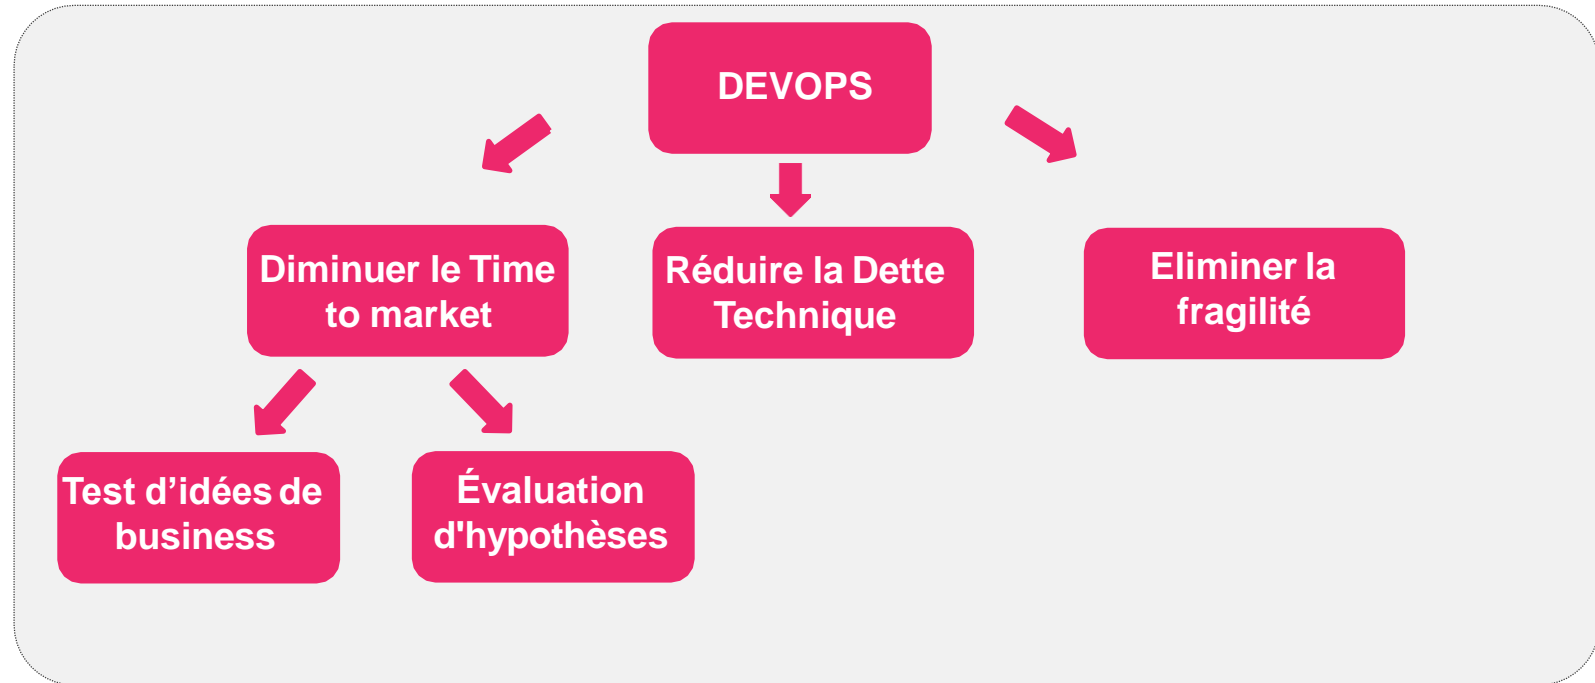 DEVOPS
Diminuer le Time
to market
Réduire la Dette
Technique
Eliminer la
fragilité
Test d’idées de
business
Évaluation
d'hypothèses